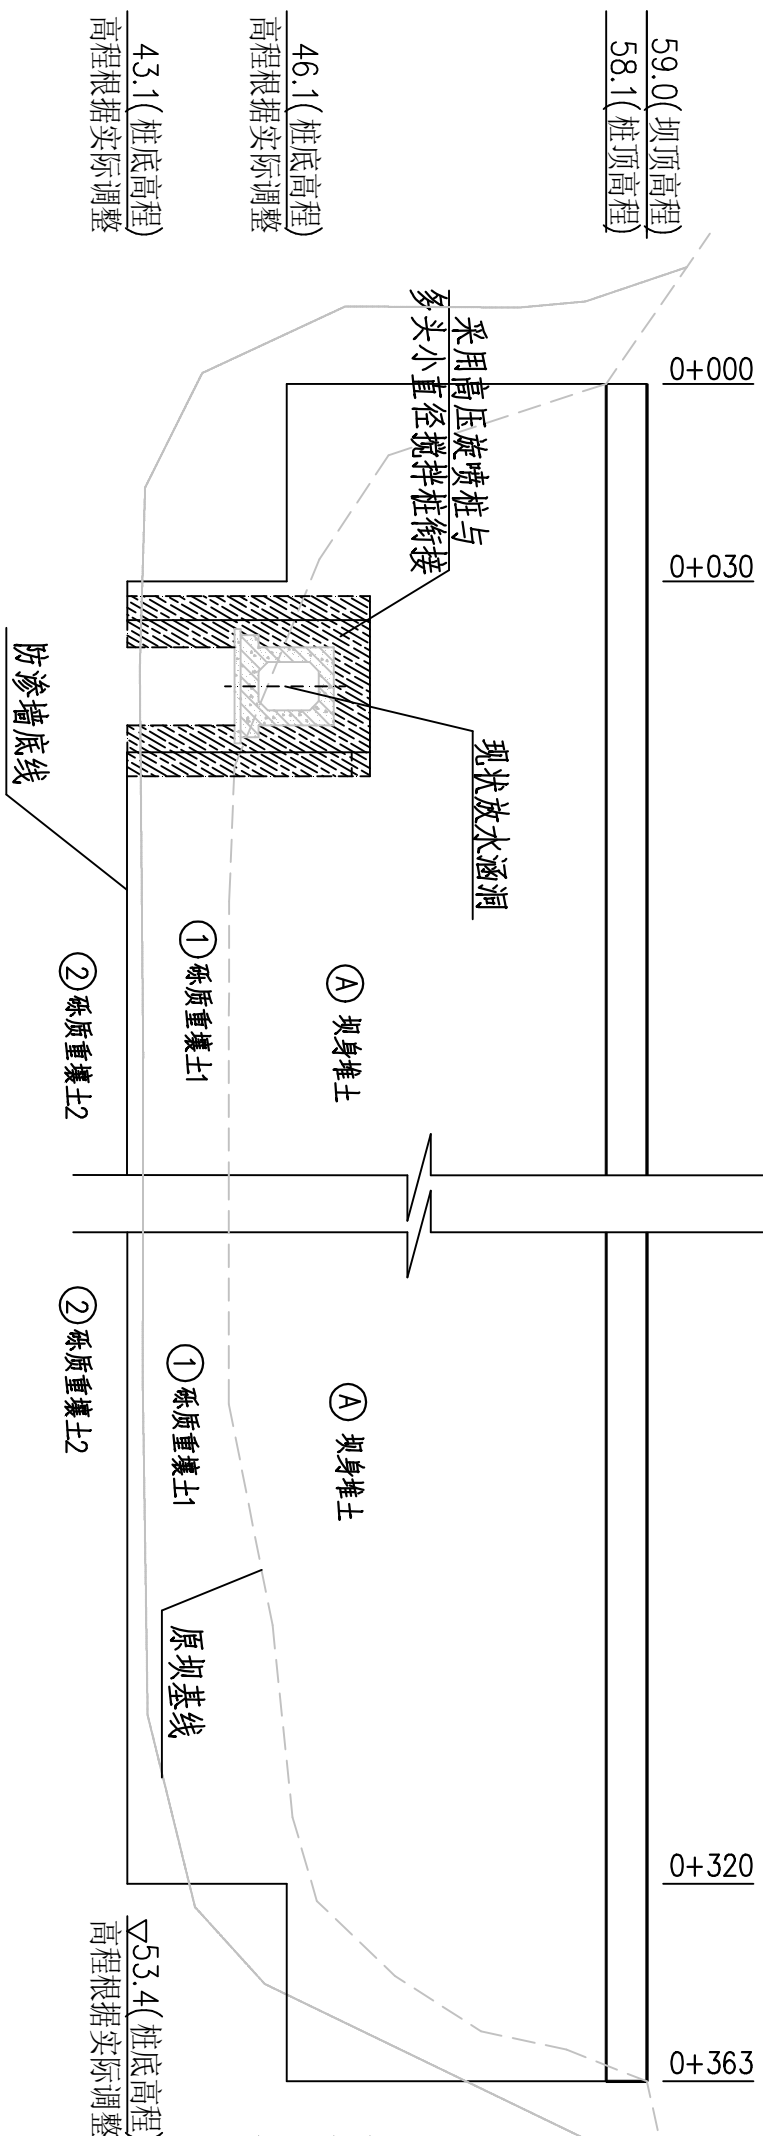 59.0(坝顶高程)
58.1(桩顶高程)
46.1(桩底高程)
高程根据实际调整
43.1(桩底高程)
高程根据实际调整
0+000
0+030
0+320
0+363
采用高压旋喷桩与
多头小直径搅拌桩衔接
现状放水涵洞
防渗墙底线
Ⓐ 坝身堆土
① 砾质重壤土1
② 砾质重壤土2
Ⓐ 坝身堆土
① 砾质重壤土1
② 砾质重壤土2
原坝基线
▽53.4(桩底高程)
高程根据实际调整